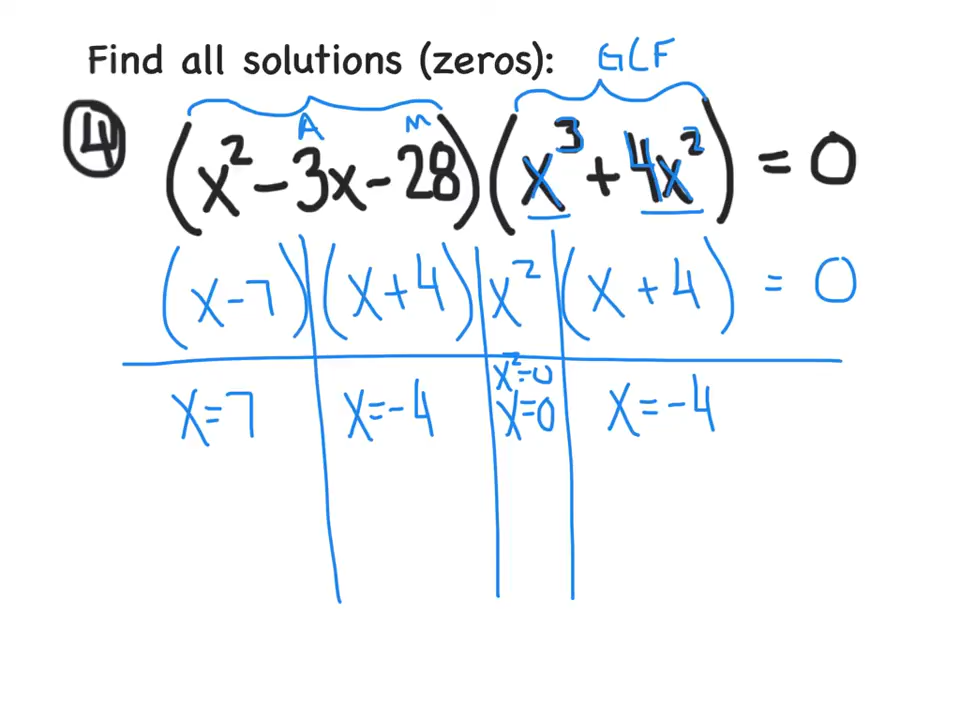 Find all solutions (zeros): GCF
④ A M
(x² - 3x - 28)(x³ + 4x²) = 0
(x - 7)(x + 4) x² (x + 4) = 0
x² = 0
x = 7 x = -4 x = 0 x = -4